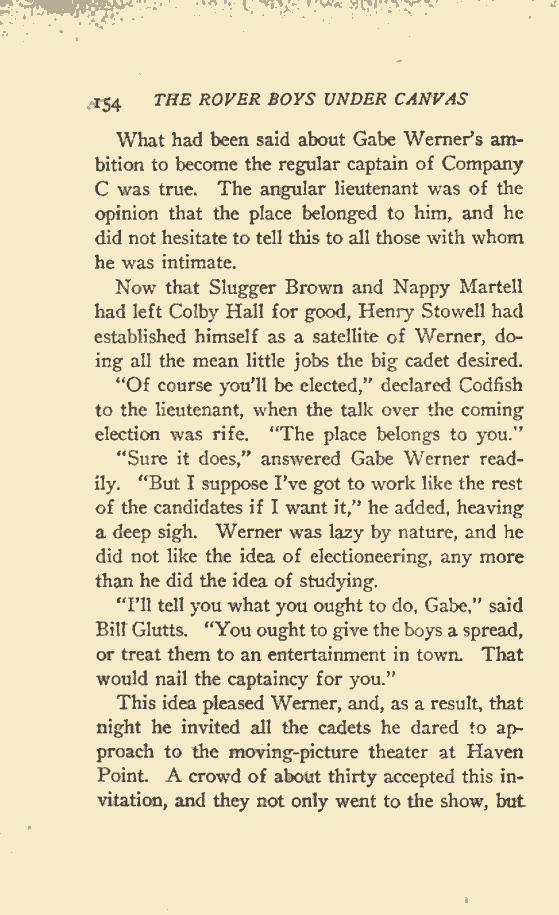 154 THE ROVER BOYS UNDER CANVAS
What had been said about Gabe Werner's am-
bition to become the regular captain of Company
C was true. The angular lieutenant was of the
opinion that the place belonged to him, and he
did not hesitate to tell this to all those with whom
he was intimate.
Now that Slugger Brown and Nappy Martell
had left Colby Hall for good, Henry Stowell had
established himself as a satellite of Werner, do-
ing all the mean little jobs the big cadet desired.
"Of course you'll be elected," declared Codfish
to the lieutenant, when the talk over the coming
election was rife. "The place belongs to you."
"Sure it does," answered Gabe Werner read-
ily. "But I suppose I've got to work like the rest
of the candidates if I want it," he added, heaving
a deep sigh. Werner was lazy by nature, and he
did not like the idea of electioneering, any more
than he did the idea of studying.
"I'll tell you what you ought to do, Gabe," said
Bill Glutts. "You ought to give the boys a spread,
or treat them to an entertainment in town. That
would nail the captaincy for you."
This idea pleased Werner, and, as a result, that
night he invited all the cadets he dared to ap-
proach to the moving-picture theater at Haven
Point. A crowd of about thirty accepted this in-
vitation, and they not only went to the show, but